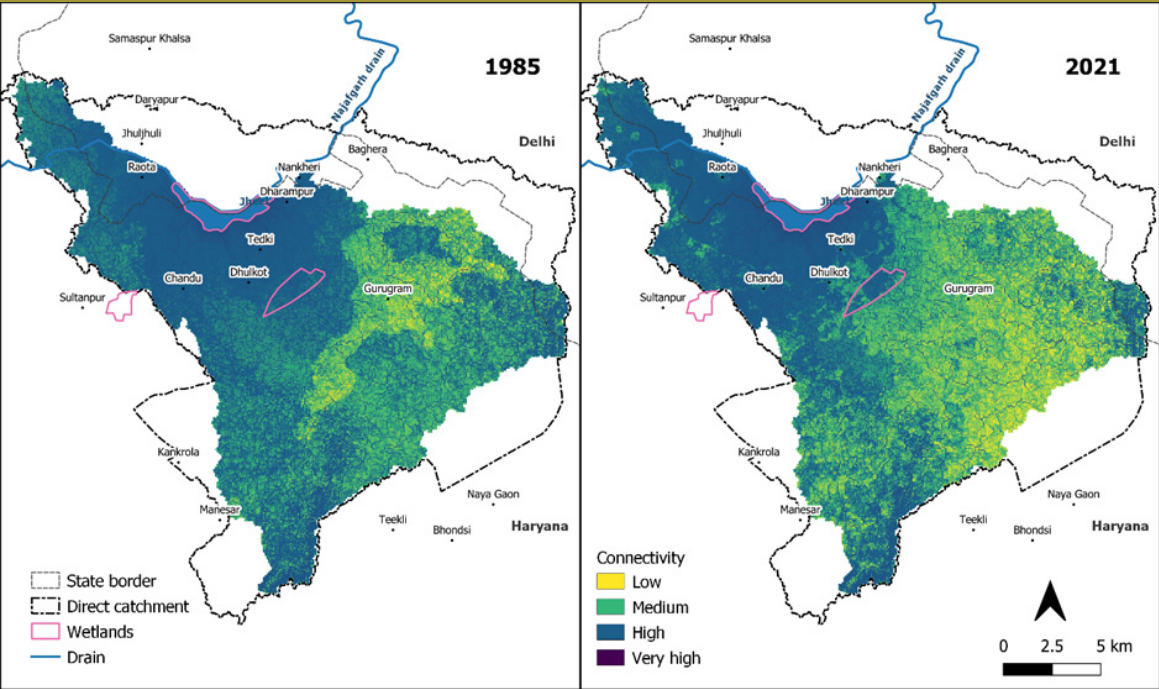 1985
Samaspur Khalsa
Daryapur
Najafgarh drain
Jhuljhuli
Delhi
Baghera
Raota
Nankheri
Dharampur
Tedki
Dhulkot
Chandu
Gurugram
Sultanpur
Kankrola
Naya Gaon
Manesar
Teekli
Bhondsi
Haryana
State border
Direct catchment
Wetlands
Drain
2021
Samaspur Khalsa
Daryapur
Najafgarh drain
Jhuljhuli
Delhi
Baghera
Raota
Nankheri
Dharampur
Tedki
Dhulkot
Chandu
Gurugram
Sultanpur
Kankrola
Naya Gaon
Manesar
Teekli
Bhondsi
Haryana
Connectivity
Low
Medium
High
Very high
0 2.5 5 km